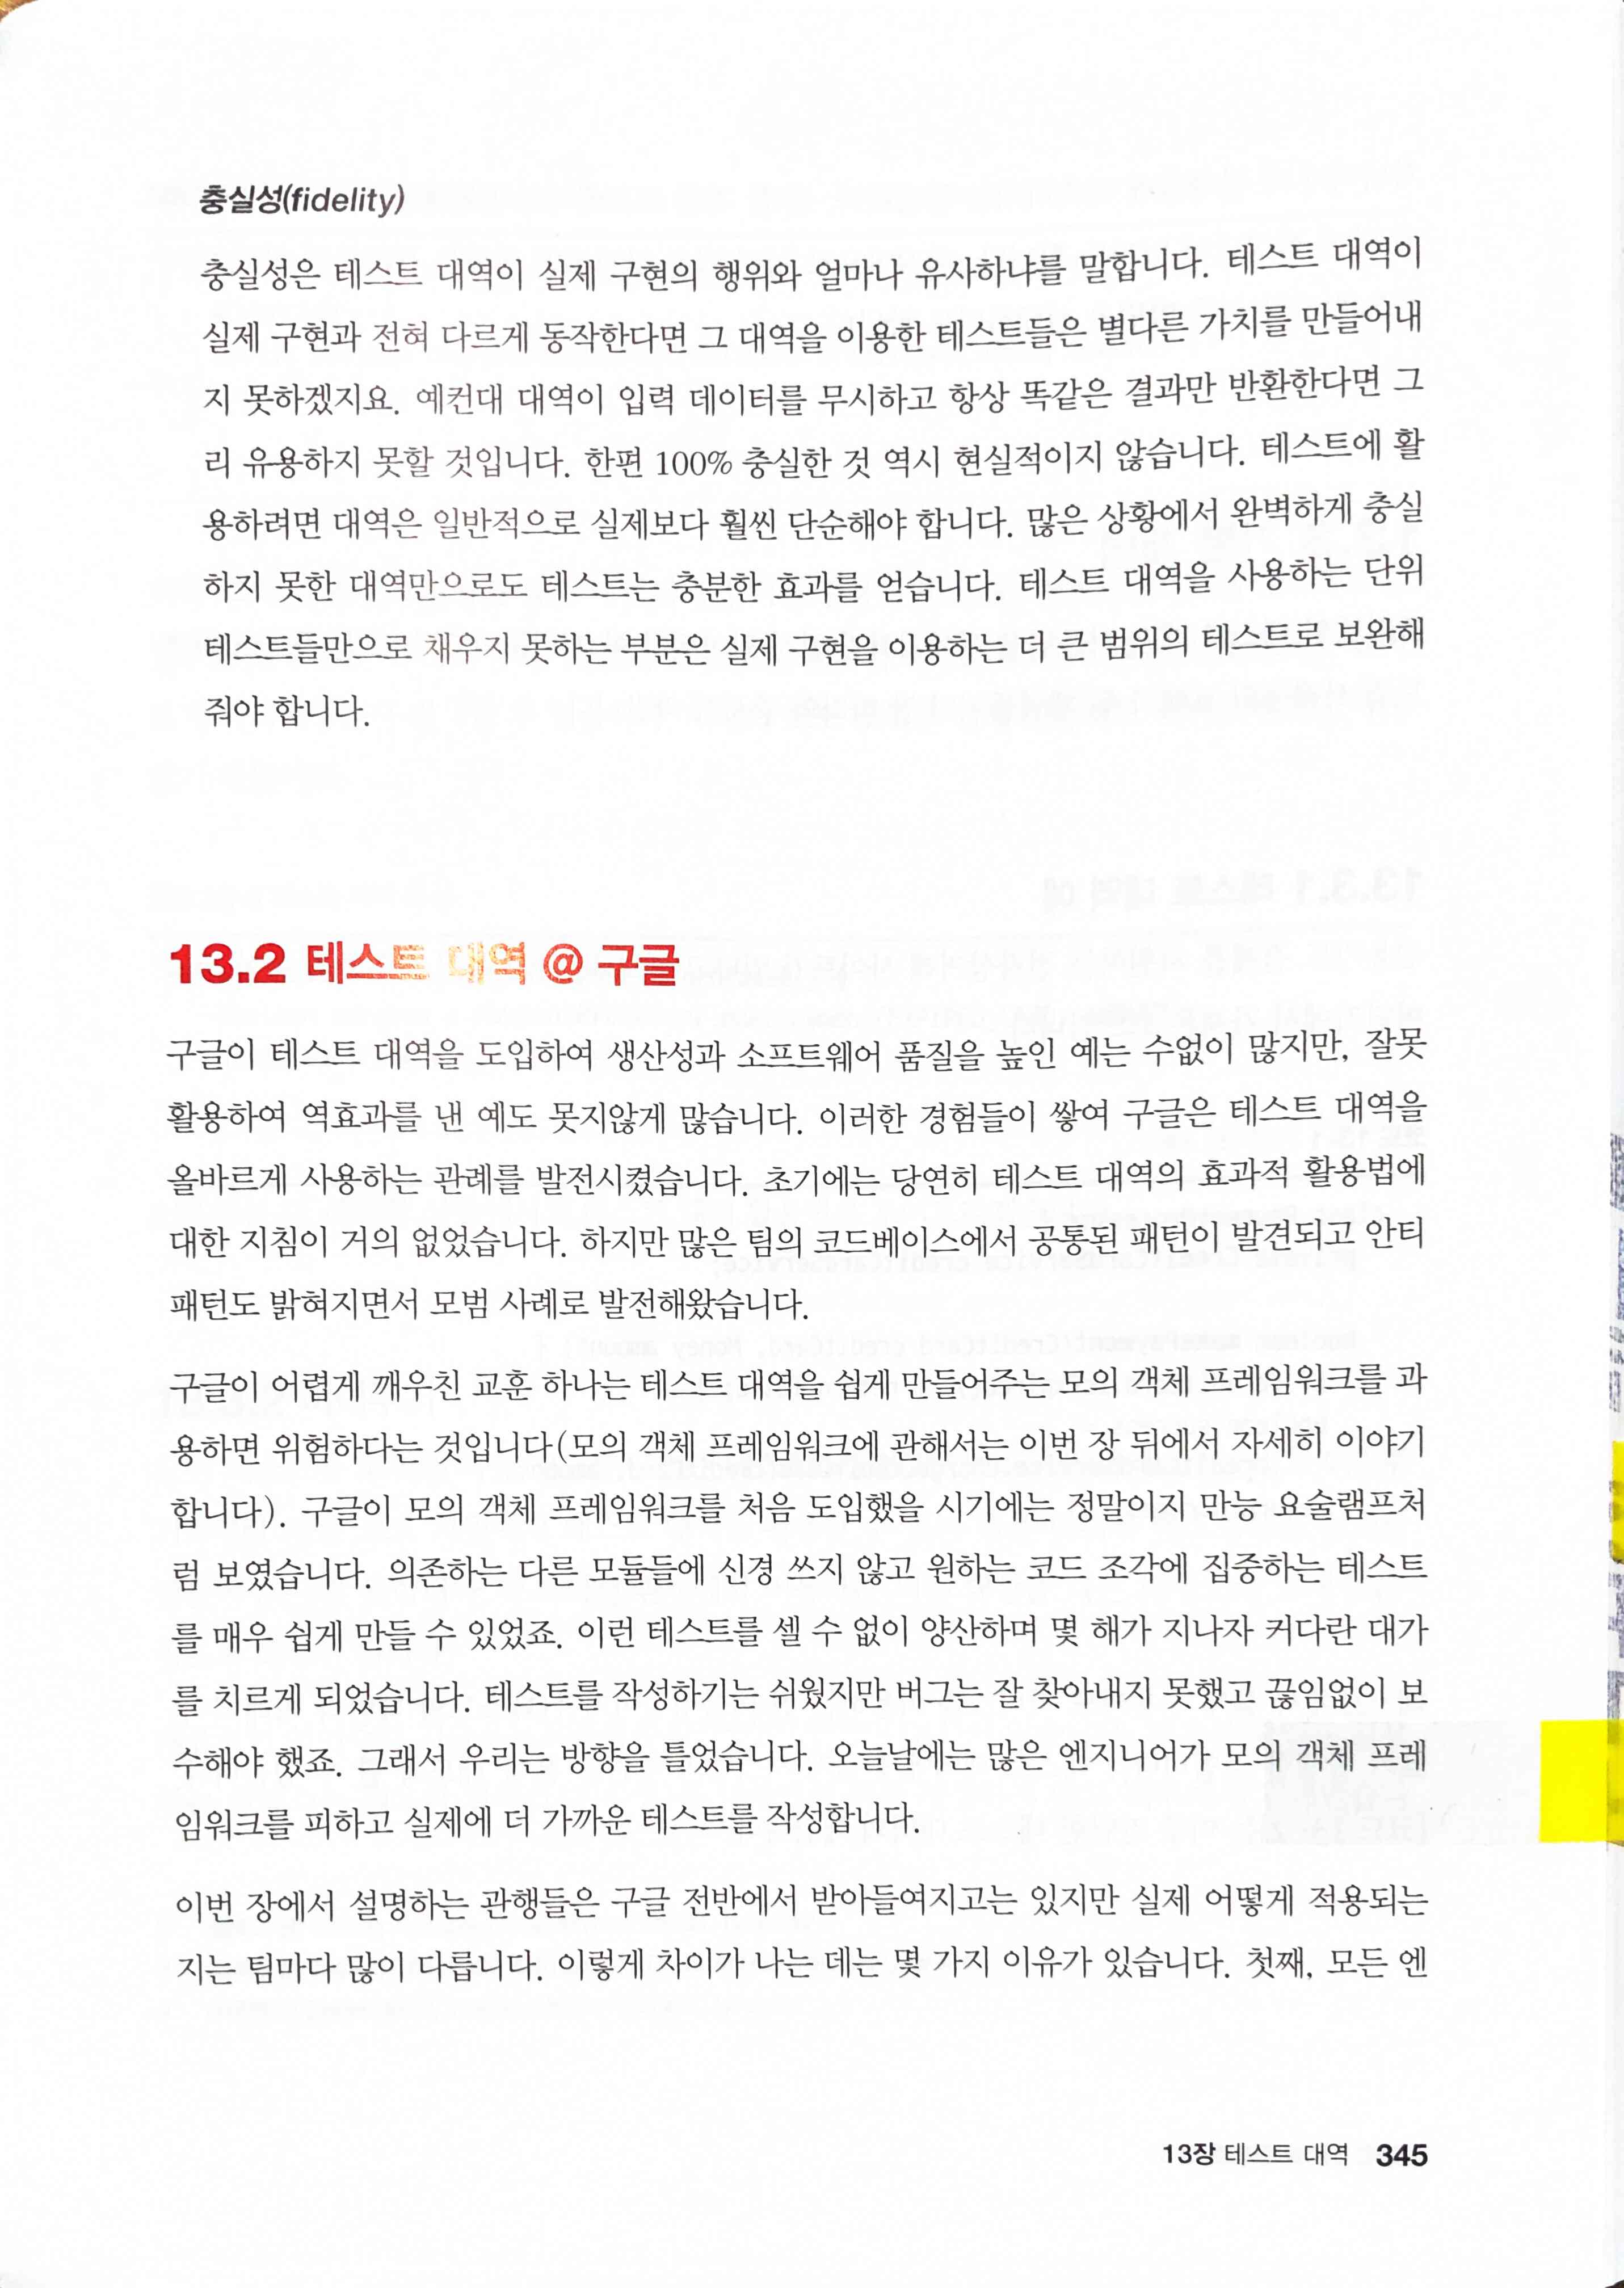 충실성(fidelity)
충실성은 테스트 대역이 실제 구현의 행위와 얼마나 유사하냐를 말합니다. 테스트 대역이
실제 구현과 전혀 다르게 동작한다면 그 대역을 이용한 테스트들은 별다른 가치를 만들어내
지 못하겠지요. 예컨대 대역이 입력 데이터를 무시하고 항상 똑같은 결과만 반환한다면 그
리 유용하지 못할 것입니다. 한편 100% 충실한 것 역시 현실적이지 않습니다. 테스트에 활
용하려면 대역은 일반적으로 실제보다 훨씬 단순해야 합니다. 많은 상황에서 완벽하게 충실
하지 못한 대역만으로도 테스트는 충분한 효과를 얻습니다. 테스트 대역을 사용하는 단위
테스트들만으로 채우지 못하는 부분은 실제 구현을 이용하는 더 큰 범위의 테스트로 보완해
줘야 합니다.
13.2 테스트 대역 @ 구글
구글이 테스트 대역을 도입하여 생산성과 소프트웨어 품질을 높인 예는 수없이 많지만, 잘못
활용하여 역효과를 낸 예도 못지않게 많습니다. 이러한 경험들이 쌓여 구글은 테스트 대역을
올바르게 사용하는 관례를 발전시켰습니다. 초기에는 당연히 테스트 대역의 효과적 활용법에
대한 지침이 거의 없었습니다. 하지만 많은 팀의 코드베이스에서 공통된 패턴이 발견되고 안티
패턴도 밝혀지면서 모범 사례로 발전해왔습니다.
구글이 어렵게 깨우친 교훈 하나는 테스트 대역을 쉽게 만들어주는 모의 객체 프레임워크를 과
용하면 위험하다는 것입니다(모의 객체 프레임워크에 관해서는 이번 장 뒤에서 자세히 이야기
합니다). 구글이 모의 객체 프레임워크를 처음 도입했을 시기에는 정말이지 만능 요술램프처
럼 보였습니다. 의존하는 다른 모듈들에 신경 쓰지 않고 원하는 코드 조각에 집중하는 테스트
를 매우 쉽게 만들 수 있었죠. 이런 테스트를 셀 수 없이 양산하며 몇 해가 지나자 커다란 대가
를 치르게 되었습니다. 테스트를 작성하기는 쉬웠지만 버그는 잘 찾아내지 못했고 끊임없이 보
수해야 했죠. 그래서 우리는 방향을 틀었습니다. 오늘날에는 많은 엔지니어가 모의 객체 프레
임워크를 피하고 실제에 더 가까운 테스트를 작성합니다.
이번 장에서 설명하는 관행들은 구글 전반에서 받아들여지고는 있지만 실제 어떻게 적용되는
지는 팀마다 많이 다릅니다. 이렇게 차이가 나는 데는 몇 가지 이유가 있습니다. 첫째, 모든 엔
13장 테스트 대역 345